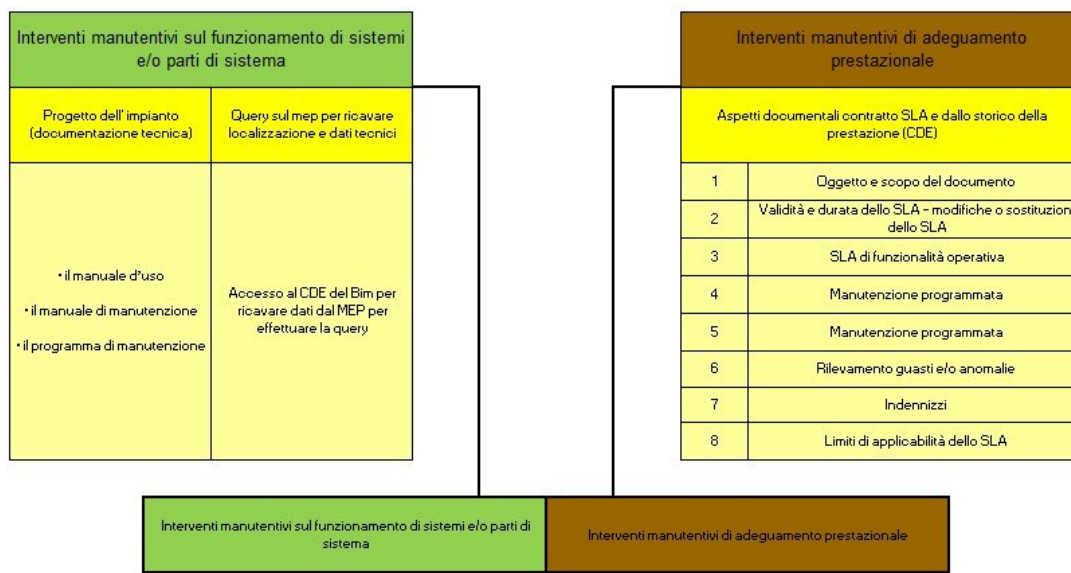 Interventi manutentivi sul funzionamento di sistemi
e/o parti di sistema
Progetto dell' impianto
(documentazione tecnica)
Query sul mep per ricavare
localizzazione e dati tecnici
• il manuale d'uso
• il manuale di manutenzione
• il programma di manutenzione
Accesso al CDE del Bim per
ricavare dati dal MEP per
effettuare la query
Interventi manutentivi di adeguamento
prestazionale
Aspetti documentali contratto SLA e dallo storico della
prestazione (CDE)
1 Oggetto e scopo del documento
2 Validità e durata dello SLA - modifiche o sostituzion
dello SLA
3 SLA di funzionalità operativa
4 Manutenzione programmata
5 Manutenzione programmata
6 Rilevamento guasti e/o anomalie
7 Indennizzi
8 Limiti di applicabilità dello SLA
Interventi manutentivi sul funzionamento di sistemi e/o parti di
sistema
Interventi manutentivi di adeguamento prestazionale